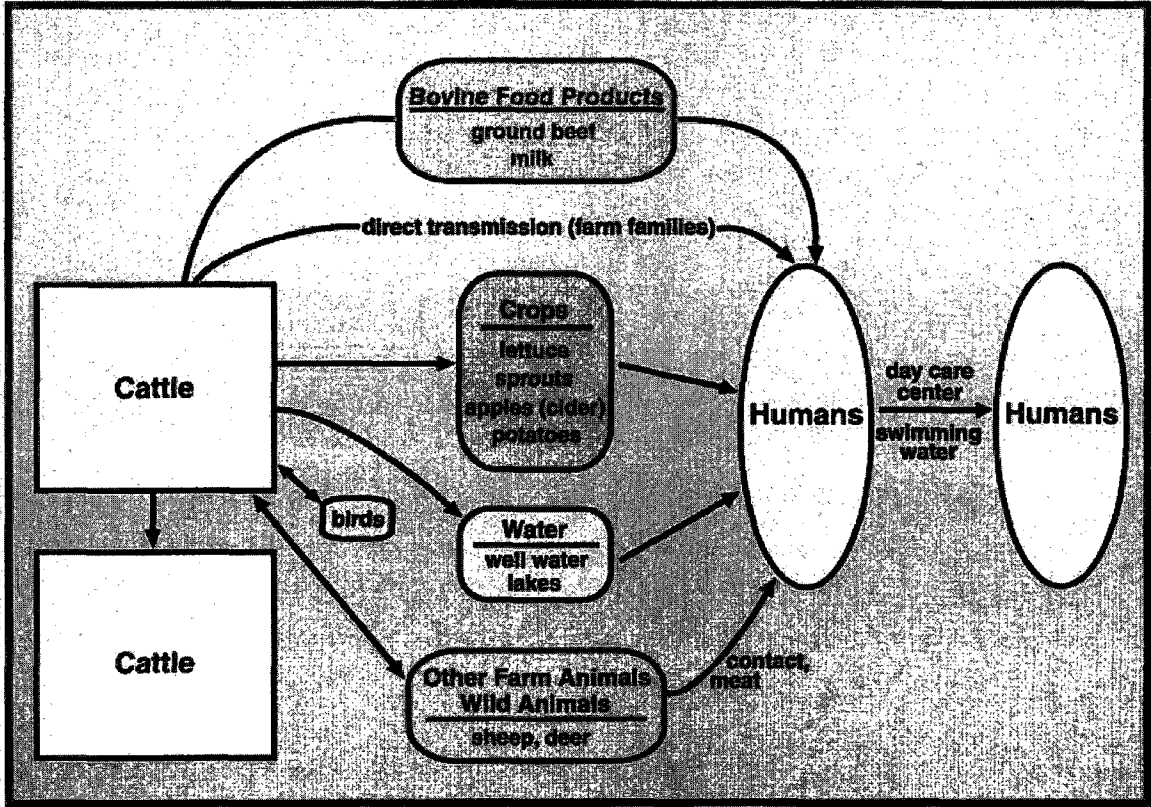 Bovine Food Products
ground beef
milk
direct transmission (farm families)
Crops
lettuce
sprouts
apples (cider)
potatoes
Cattle
Humans
day care
center
swimming
water
Humans
birds
Water
well water
lakes
Cattle
Other Farm Animals
Wild Animals
sheep, deer
contact,
meat